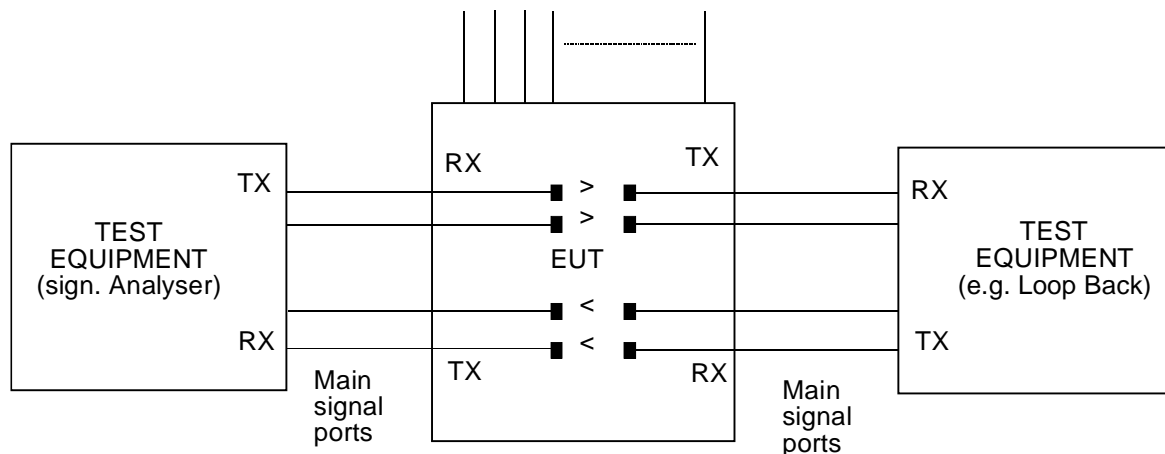 RX
TX
TX
>
RX
>
TEST
EQUIPMENT
(sign. Analyser)
EUT
TEST
EQUIPMENT
(e.g. Loop Back)
<
RX
<
TX
TX
RX
Main
signal
ports
Main
signal
ports